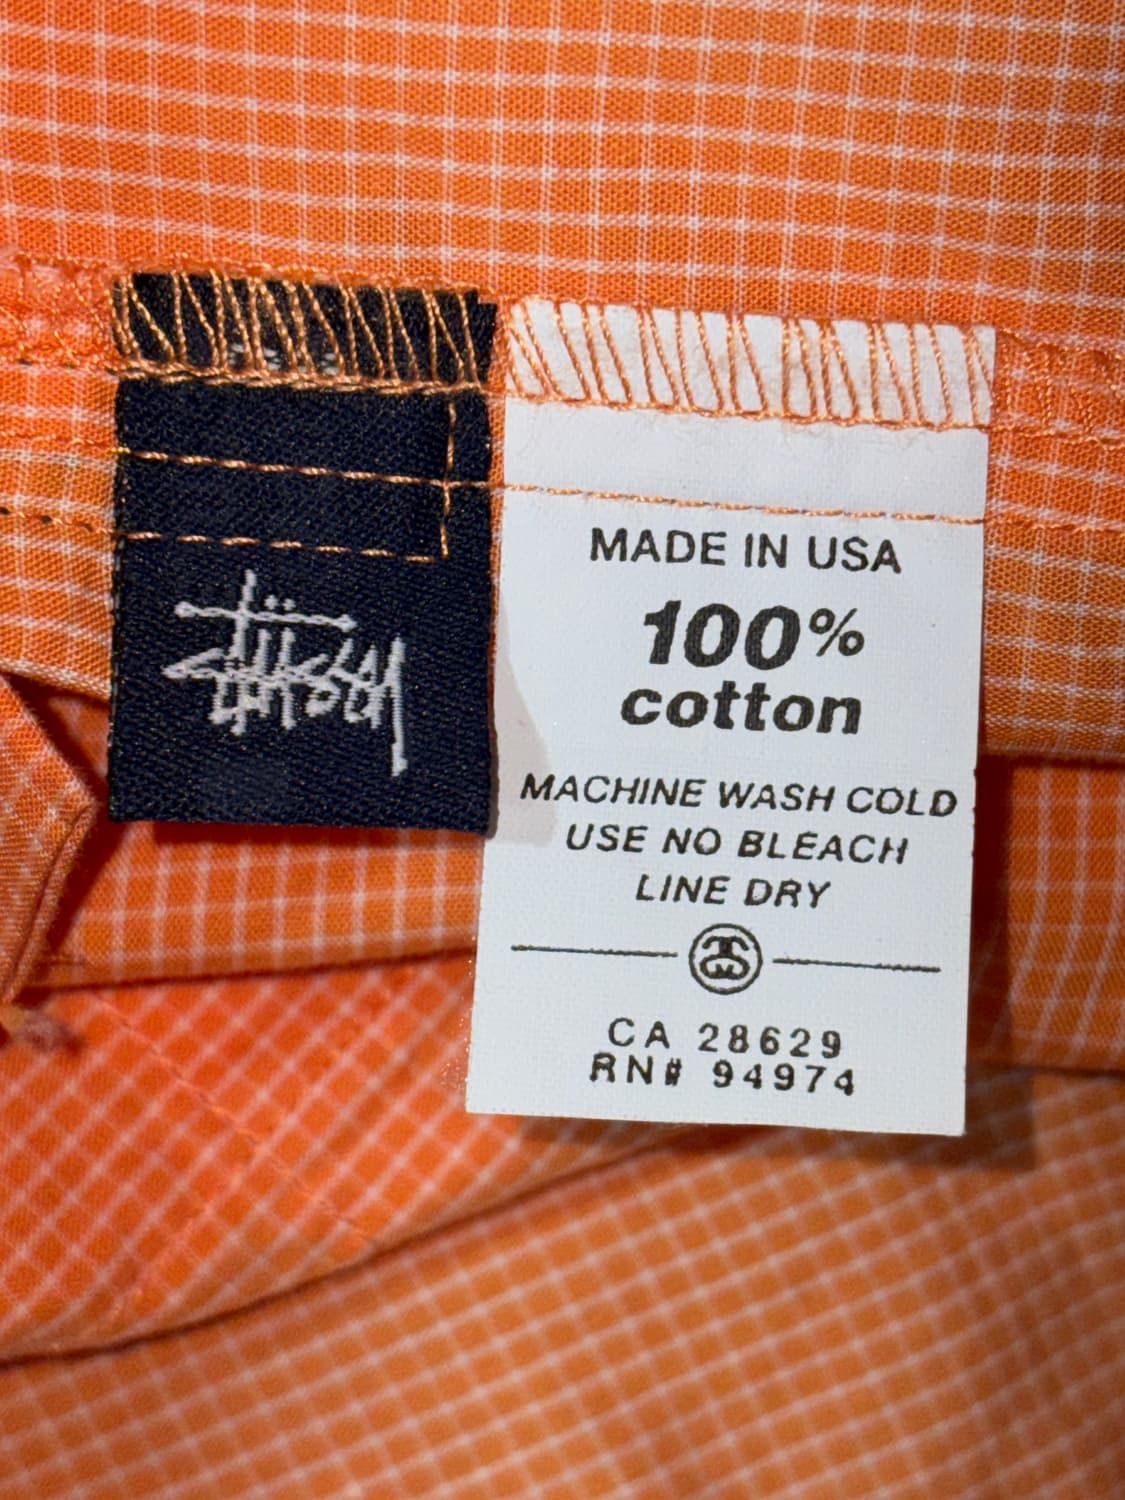 Stüssy
MADE IN USA
100%
cotton
MACHINE WASH COLD
USE NO BLEACH
LINE DRY
CA 28629
RN# 94974